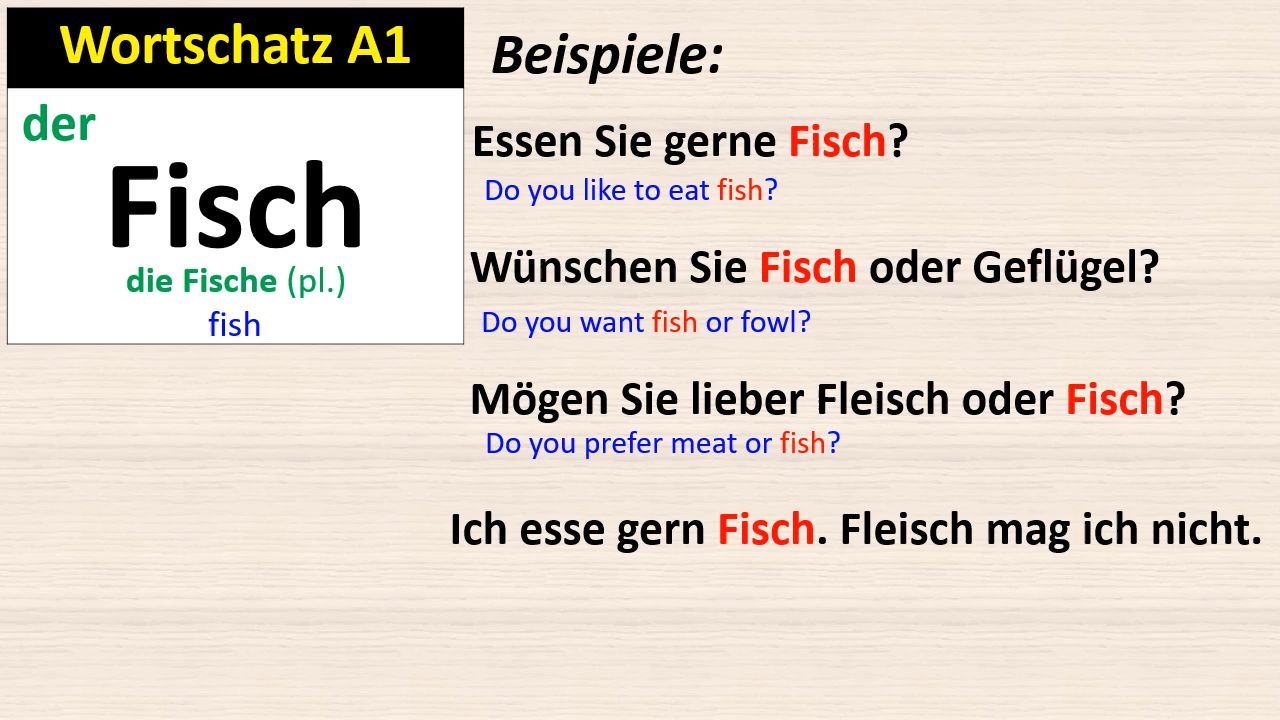 Wortschatz A1
der
Fisch
die Fische (pl.)
fish
Beispiele:
Essen Sie gerne Fisch?
Do you like to eat fish?
Wünschen Sie Fisch oder Geflügel?
Do you want fish or fowl?
Mögen Sie lieber Fleisch oder Fisch?
Do you prefer meat or fish?
Ich esse gern Fisch. Fleisch mag ich nicht.